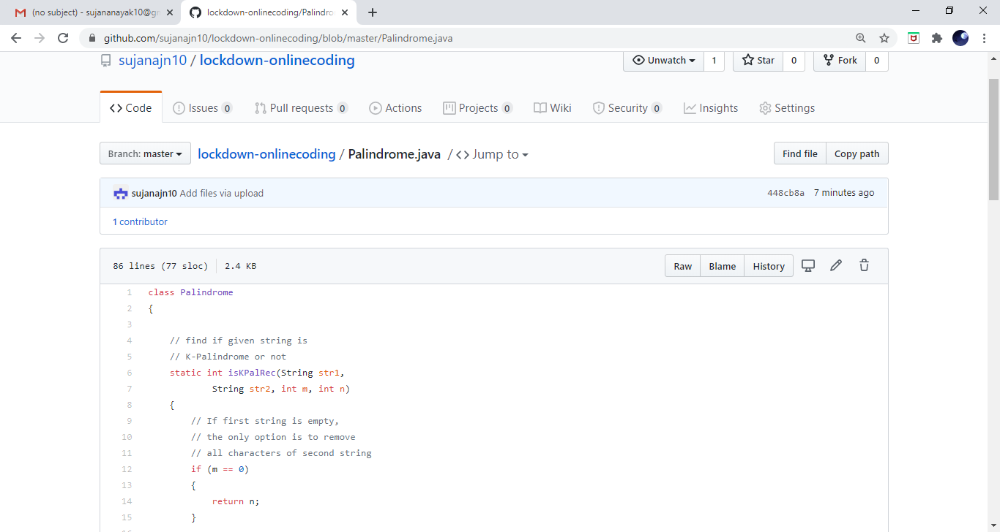 (no subject) - sujananayak10@gm
lockdown-onlinecoding/Palindro
github.com/sujanajn10/lockdown-onlinecoding/blob/master/Palindrome.java
sujanajn10 / lockdown-onlinecoding
Unwatch 1 Star 0 Fork 0
Code Issues 0 Pull requests 0 Actions Projects 0 Wiki Security 0 Insights Settings
Branch: master lockdown-onlinecoding / Palindrome.java / <> Jump to Find file Copy path
sujanajn10 Add files via upload 448cb8a 7 minutes ago
1 contributor
86 lines (77 sloc) 2.4 KB Raw Blame History
1 class Palindrome
2 {
3
4 // find if given string is
5 // K-Palindrome or not
6 static int isKPalRec(String str1,
7 String str2, int m, int n)
8 {
9 // If first string is empty,
10 // the only option is to remove
11 // all characters of second string
12 if (m == 0)
13 {
14 return n;
15 }